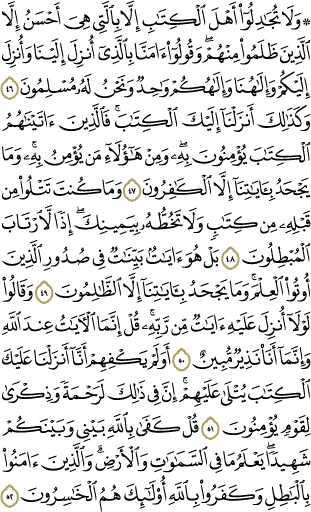 ۞ وَلَا تُجَٰدِلُوٓا۟ أَهْلَ ٱلْكِتَٰبِ إِلَّا بِٱلَّتِى هِىَ أَحْسَنُ إِلَّا
ٱلَّذِينَ ظَلَمُوا۟ مِنْهُمْ ۖ وَقُولُوٓا۟ ءَامَنَّا بِٱلَّذِىٓ أُنزِلَ إِلَيْنَا وَأُنزِلَ
إِلَيْكُمْ وَإِلَٰهُنَا وَإِلَٰهُكُمْ وَٰحِدٌ وَنَحْنُ لَهُۥ مُسْلِمُونَ ٤٦
وَكَذَٰلِكَ أَنزَلْنَآ إِلَيْكَ ٱلْكِتَٰبَ ۚ فَٱلَّذِينَ ءَاتَيْنَٰهُمُ
ٱلْكِتَٰبَ يُؤْمِنُونَ بِهِۦ ۖ وَمِنْ هَٰٓؤُلَآءِ مَن يُؤْمِنُ بِهِۦ ۚ وَمَا
يَجْحَدُ بِـَٔايَٰتِنَآ إِلَّا ٱلْكَٰفِرُونَ ٤٧ وَمَا كُنتَ تَتْلُوا۟ مِن
قَبْلِهِۦ مِن كِتَٰبٍ وَلَا تَخُطُّهُۥ بِيَمِينِكَ ۖ إِذًا لَّٱرْتَابَ
ٱلْمُبْطِلُونَ ٤٨ بَلْ هُوَ ءَايَٰتٌۢ بَيِّنَٰتٌ فِى صُدُورِ ٱلَّذِينَ
أُوتُوا۟ ٱلْعِلْمَ ۚ وَمَا يَجْحَدُ بِـَٔايَٰتِنَآ إِلَّا ٱلظَّٰلِمُونَ ٤٩ وَقَالُوا۟
لَوْلَآ أُنزِلَ عَلَيْهِ ءَايَٰتٌ مِّن رَّبِّهِۦ ۖ قُلْ إِنَّمَا ٱلْءَايَٰتُ عِندَ ٱللَّهِ
وَإِنَّمَآ أَنَا۠ نَذِيرٌ مُّبِينٌ ٥٠ أَوَلَمْ يَكْفِهِمْ أَنَّآ أَنزَلْنَا عَلَيْكَ
ٱلْكِتَٰبَ يُتْلَىٰ عَلَيْهِمْ ۚ إِنَّ فِى ذَٰلِكَ لَرَحْمَةً وَذِكْرَىٰ
لِقَوْمٍ يُؤْمِنُونَ ٥١ قُلْ كَفَىٰ بِٱللَّهِ بَيْنِى وَبَيْنَكُمْ
شَهِيدًا ۖ يَعْلَمُ مَا فِى ٱلسَّمَٰوَٰتِ وَٱلْأَرْضِ ۗ وَٱلَّذِينَ ءَامَنُوا۟
بِٱلْبَٰطِلِ وَكَفَرُوا۟ بِٱللَّهِ أُو۟لَٰٓئِكَ هُمُ ٱلْخَٰسِرُونَ ٥٢